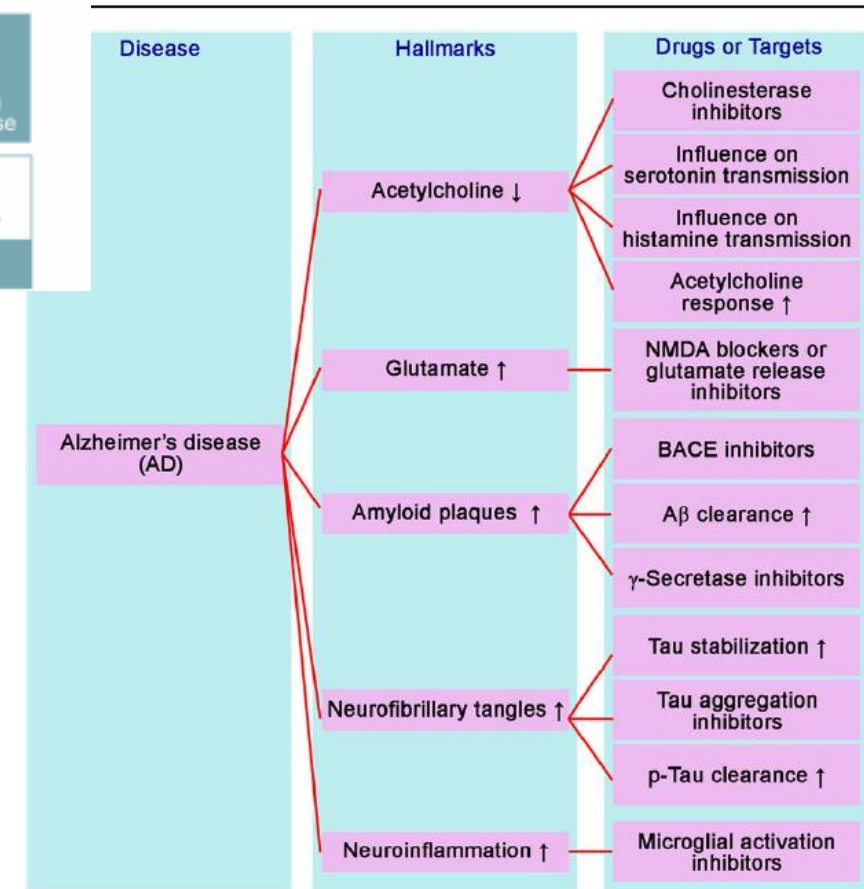 Disease
Hallmarks
Drugs or Targets
Alzheimer's disease
(AD)
Acetylcholine ↓
Glutamate ↑
Amyloid plaques ↑
Neurofibrillary tangles ↑
Neuroinflammation ↑
Cholinesterase
inhibitors
Influence on
serotonin transmission
Influence on
histamine transmission
Acetylcholine
response ↑
NMDA blockers or
glutamate release
inhibitors
BACE inhibitors
Aβ clearance ↑
γ-Secretase inhibitors
Tau stabilization ↑
Tau aggregation
inhibitors
p-Tau clearance ↑
Microglial activation
inhibitors